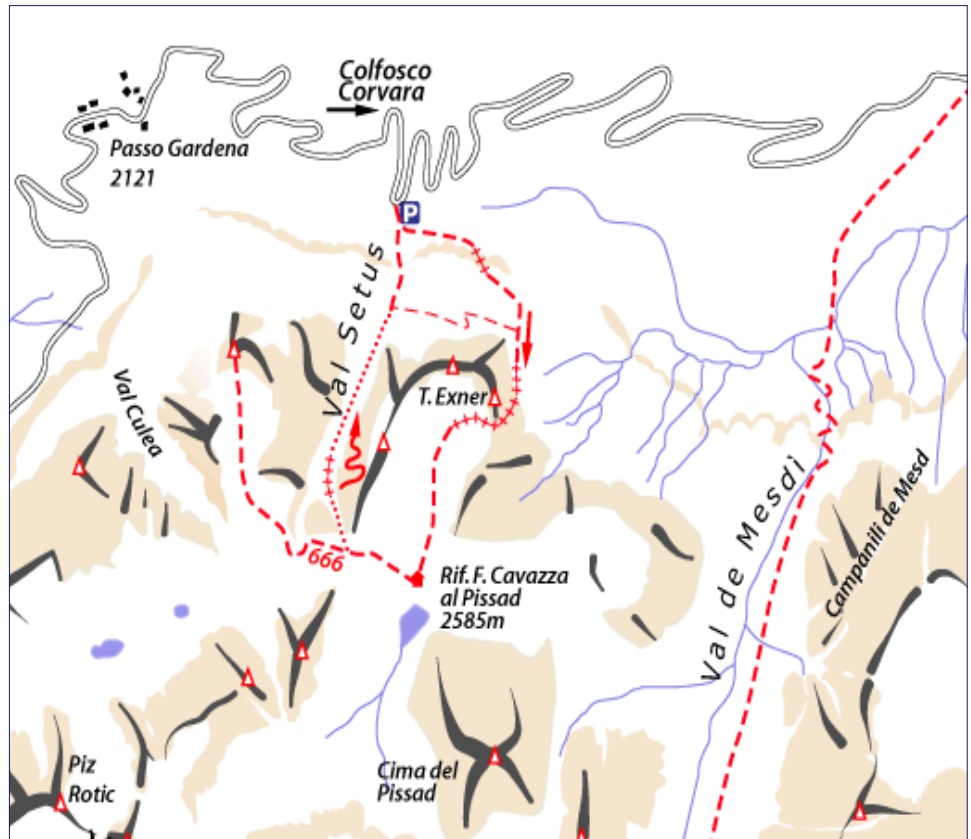 Colfosco
Corvara
Passo Gardena
2121
P
Val Setus
Val Culea
T. Exner
666
Rif. F. Cavazza
al Pissad
2585m
Val de Mesdì
Campanili de Mesd
Cima del
Pissad
Piz
Rotic